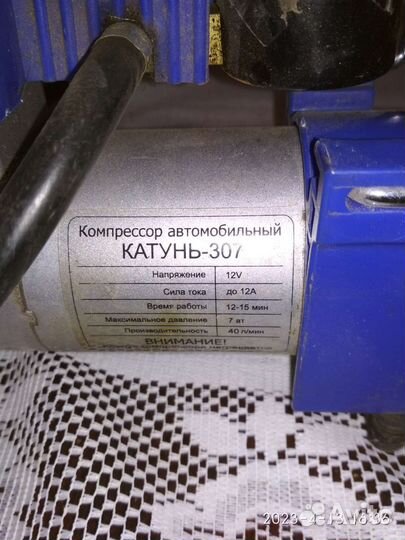 Компрессор автомобильный
КАТУНЬ-307
Напряжение 12V
Сила тока до 12А
Время работы 12-15 мин
Максимальное давление 7 ат
Производительность 40 л/мин
ВНИМАНИЕ!
Avito